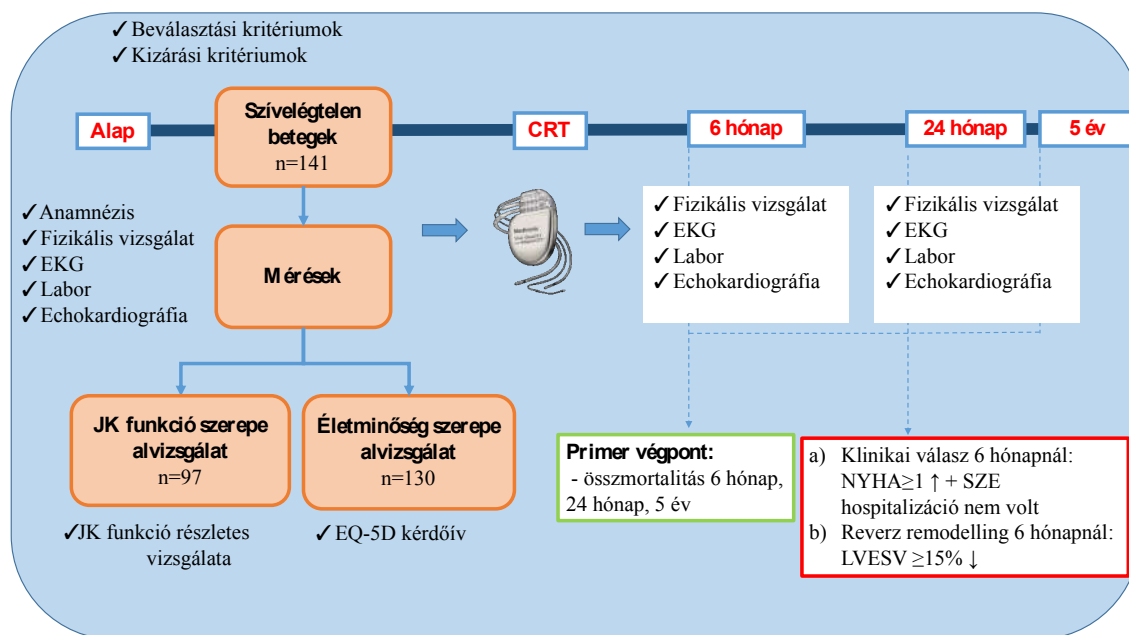 ✓ Beválasztási kritériumok
✓ Kizárási kritériumok
Alap
Szívelégtelen
betegek
n=141
CRT
6 hónap
24 hónap
5 év
✓ Anamnézis
✓ Fizikális vizsgálat
✓ EKG
✓ Labor
✓ Echokardiográfia
Mérések
Medtronic
✓ Fizikális vizsgálat
✓ EKG
✓ Labor
✓ Echokardiográfia
✓ Fizikális vizsgálat
✓ EKG
✓ Labor
✓ Echokardiográfia
JK funkció szerepe
alvizsgálat
n=97
Életminőség szerepe
alvizsgálat
n=130
✓JK funkció részletes
vizsgálata
✓ EQ-5D kérdőív
Primer végpont:
- összmortalitás 6 hónap,
24 hónap, 5 év
a) Klinikai válasz 6 hónapnál:
NYHA≥1 ↑ + SZE
hospitalizáció nem volt
b) Reverz remodelling 6 hónapnál:
LVESV ≥15% ↓